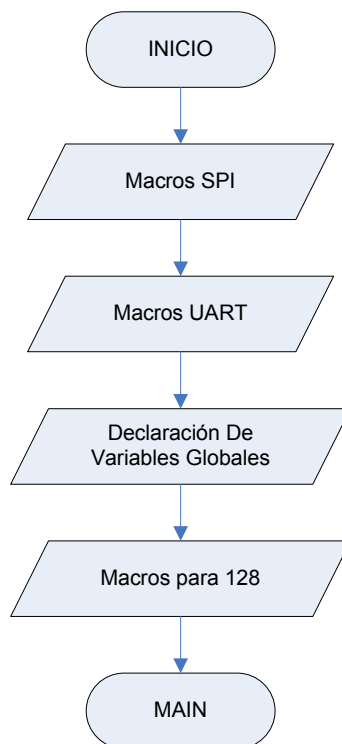 INICIO
Macros SPI
Macros UART
Declaración De
Variables Globales
Macros para 128
MAIN